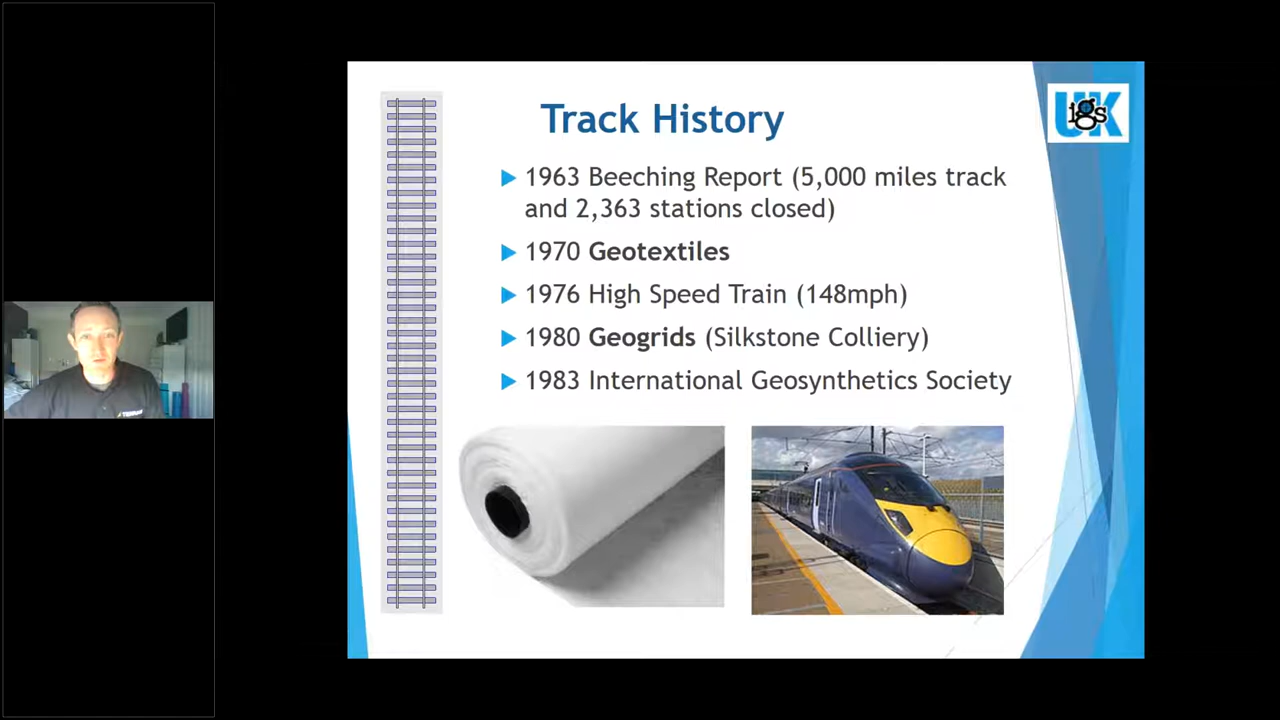 Track History
UK
igs
1963 Beeching Report (5,000 miles track
and 2,363 stations closed)
1970 Geotextiles
1976 High Speed Train (148mph)
1980 Geogrids (Silkstone Colliery)
1983 International Geosynthetics Society